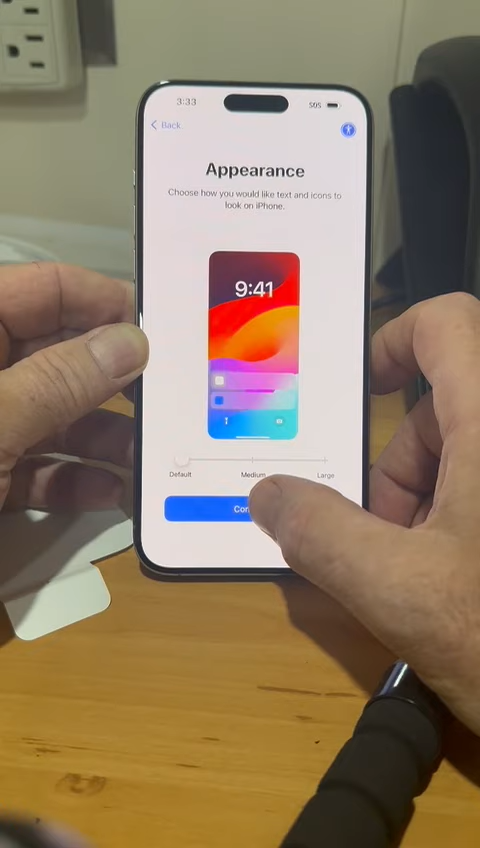 3:33
SOS
Back
Appearance
Choose how you would like text and icons to
look on iPhone.
9:41
Default
Medium
Large